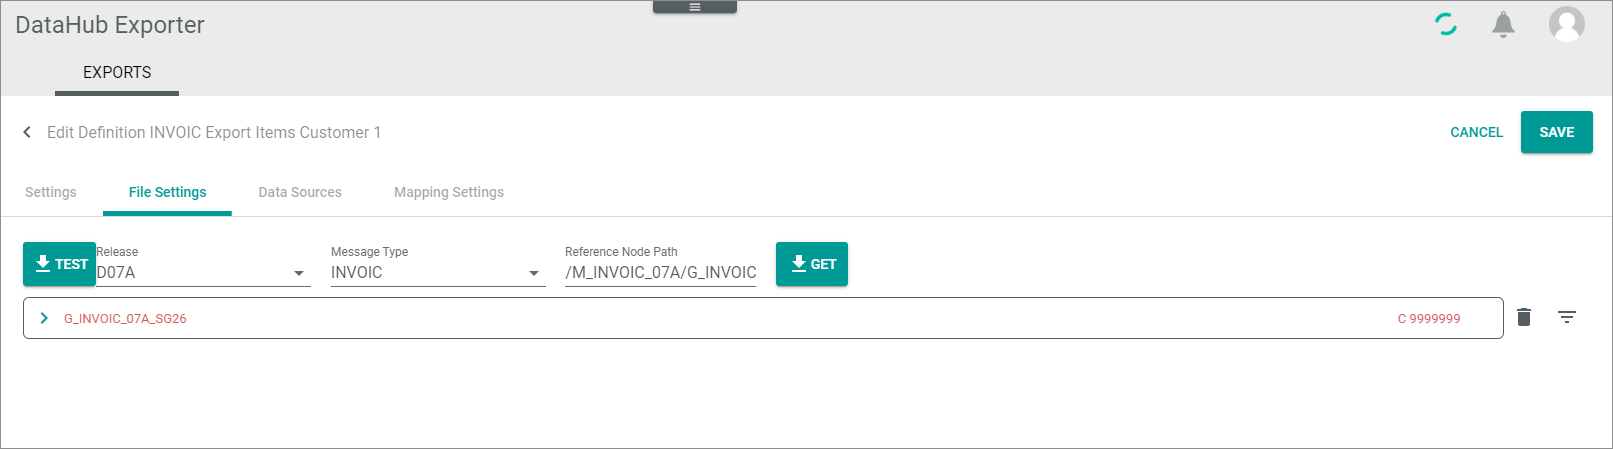 DataHub Exporter
EXPORTS
Edit Definition INVOIC Export Items Customer 1
CANCEL
SAVE
Settings
File Settings
Data Sources
Mapping Settings
TEST
Release
D07A
Message Type
INVOIC
Reference Node Path
/M_INVOIC_07A/G_INVOIC
GET
G_INVOIC_07A_SG26
C 9999999